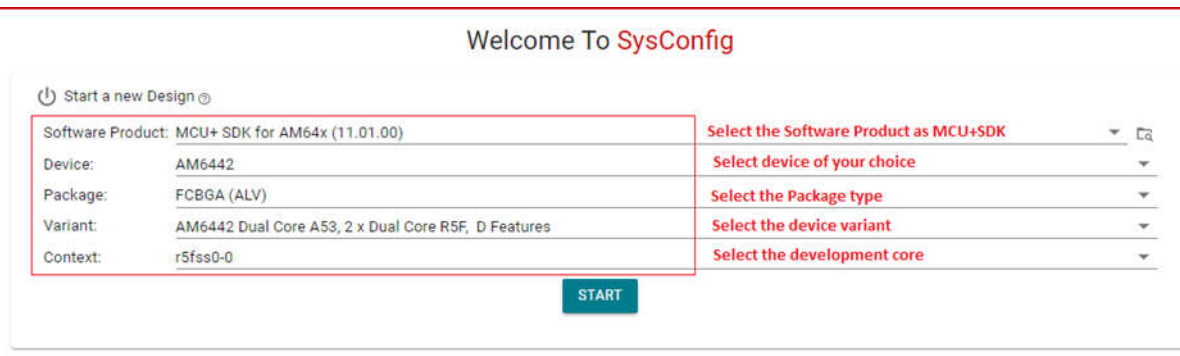 Welcome To SysConfig
Start a new Design
Software Product: MCU+ SDK for AM64x (11.01.00) Select the Software Product as MCU+SDK
Device: AM6442 Select device of your choice
Package: FCBGA (ALV) Select the Package type
Variant: AM6442 Dual Core A53, 2 x Dual Core R5F, D Features Select the device variant
Context: r5fss0-0 Select the development core
START